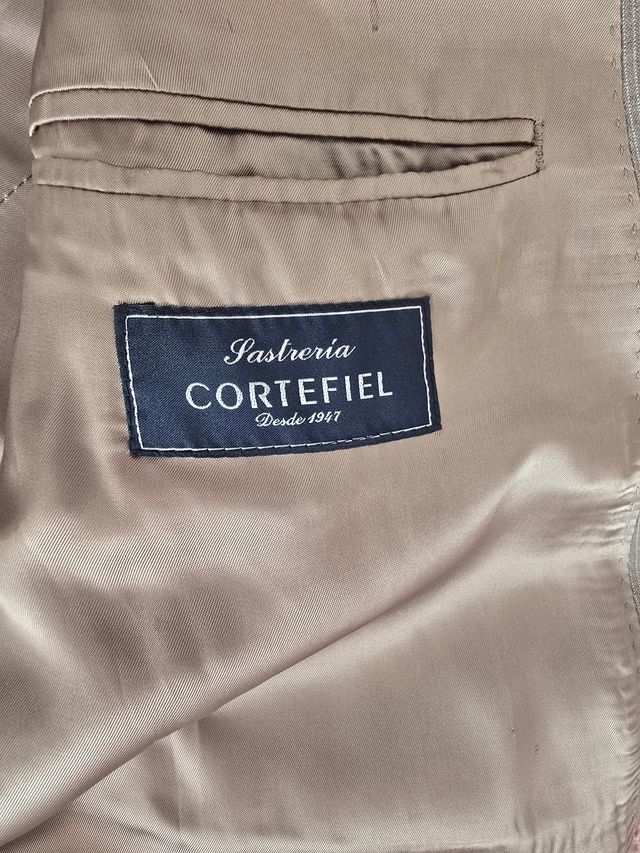 Sastrería
CORTEFIEL
Desde 1947